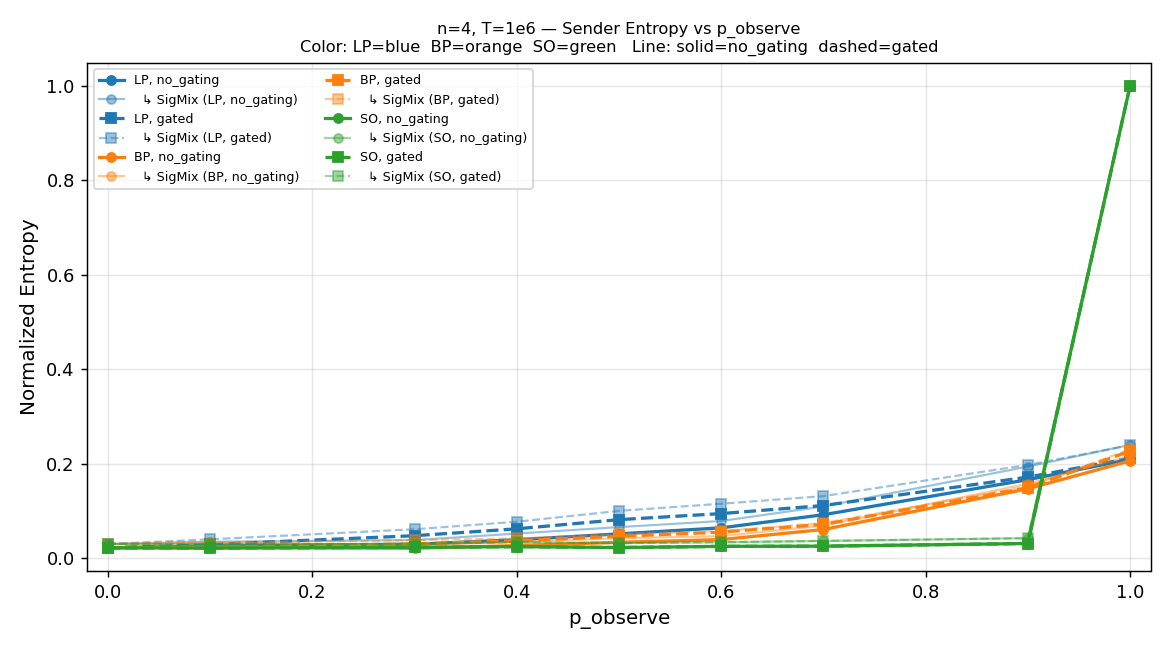 n=4, T=1e6 — Sender Entropy vs p_observe
Color: LP=blue  BP=orange  SO=green   Line: solid=no_gating  dashed=gated
LP, no_gating
↳ SigMix (LP, no_gating)
LP, gated
↳ SigMix (LP, gated)
BP, no_gating
↳ SigMix (BP, no_gating)
BP, gated
↳ SigMix (BP, gated)
SO, no_gating
↳ SigMix (SO, no_gating)
SO, gated
↳ SigMix (SO, gated)
Normalized Entropy
1.0
0.8
0.6
0.4
0.2
0.0
0.0 0.2 0.4 0.6 0.8 1.0
p_observe